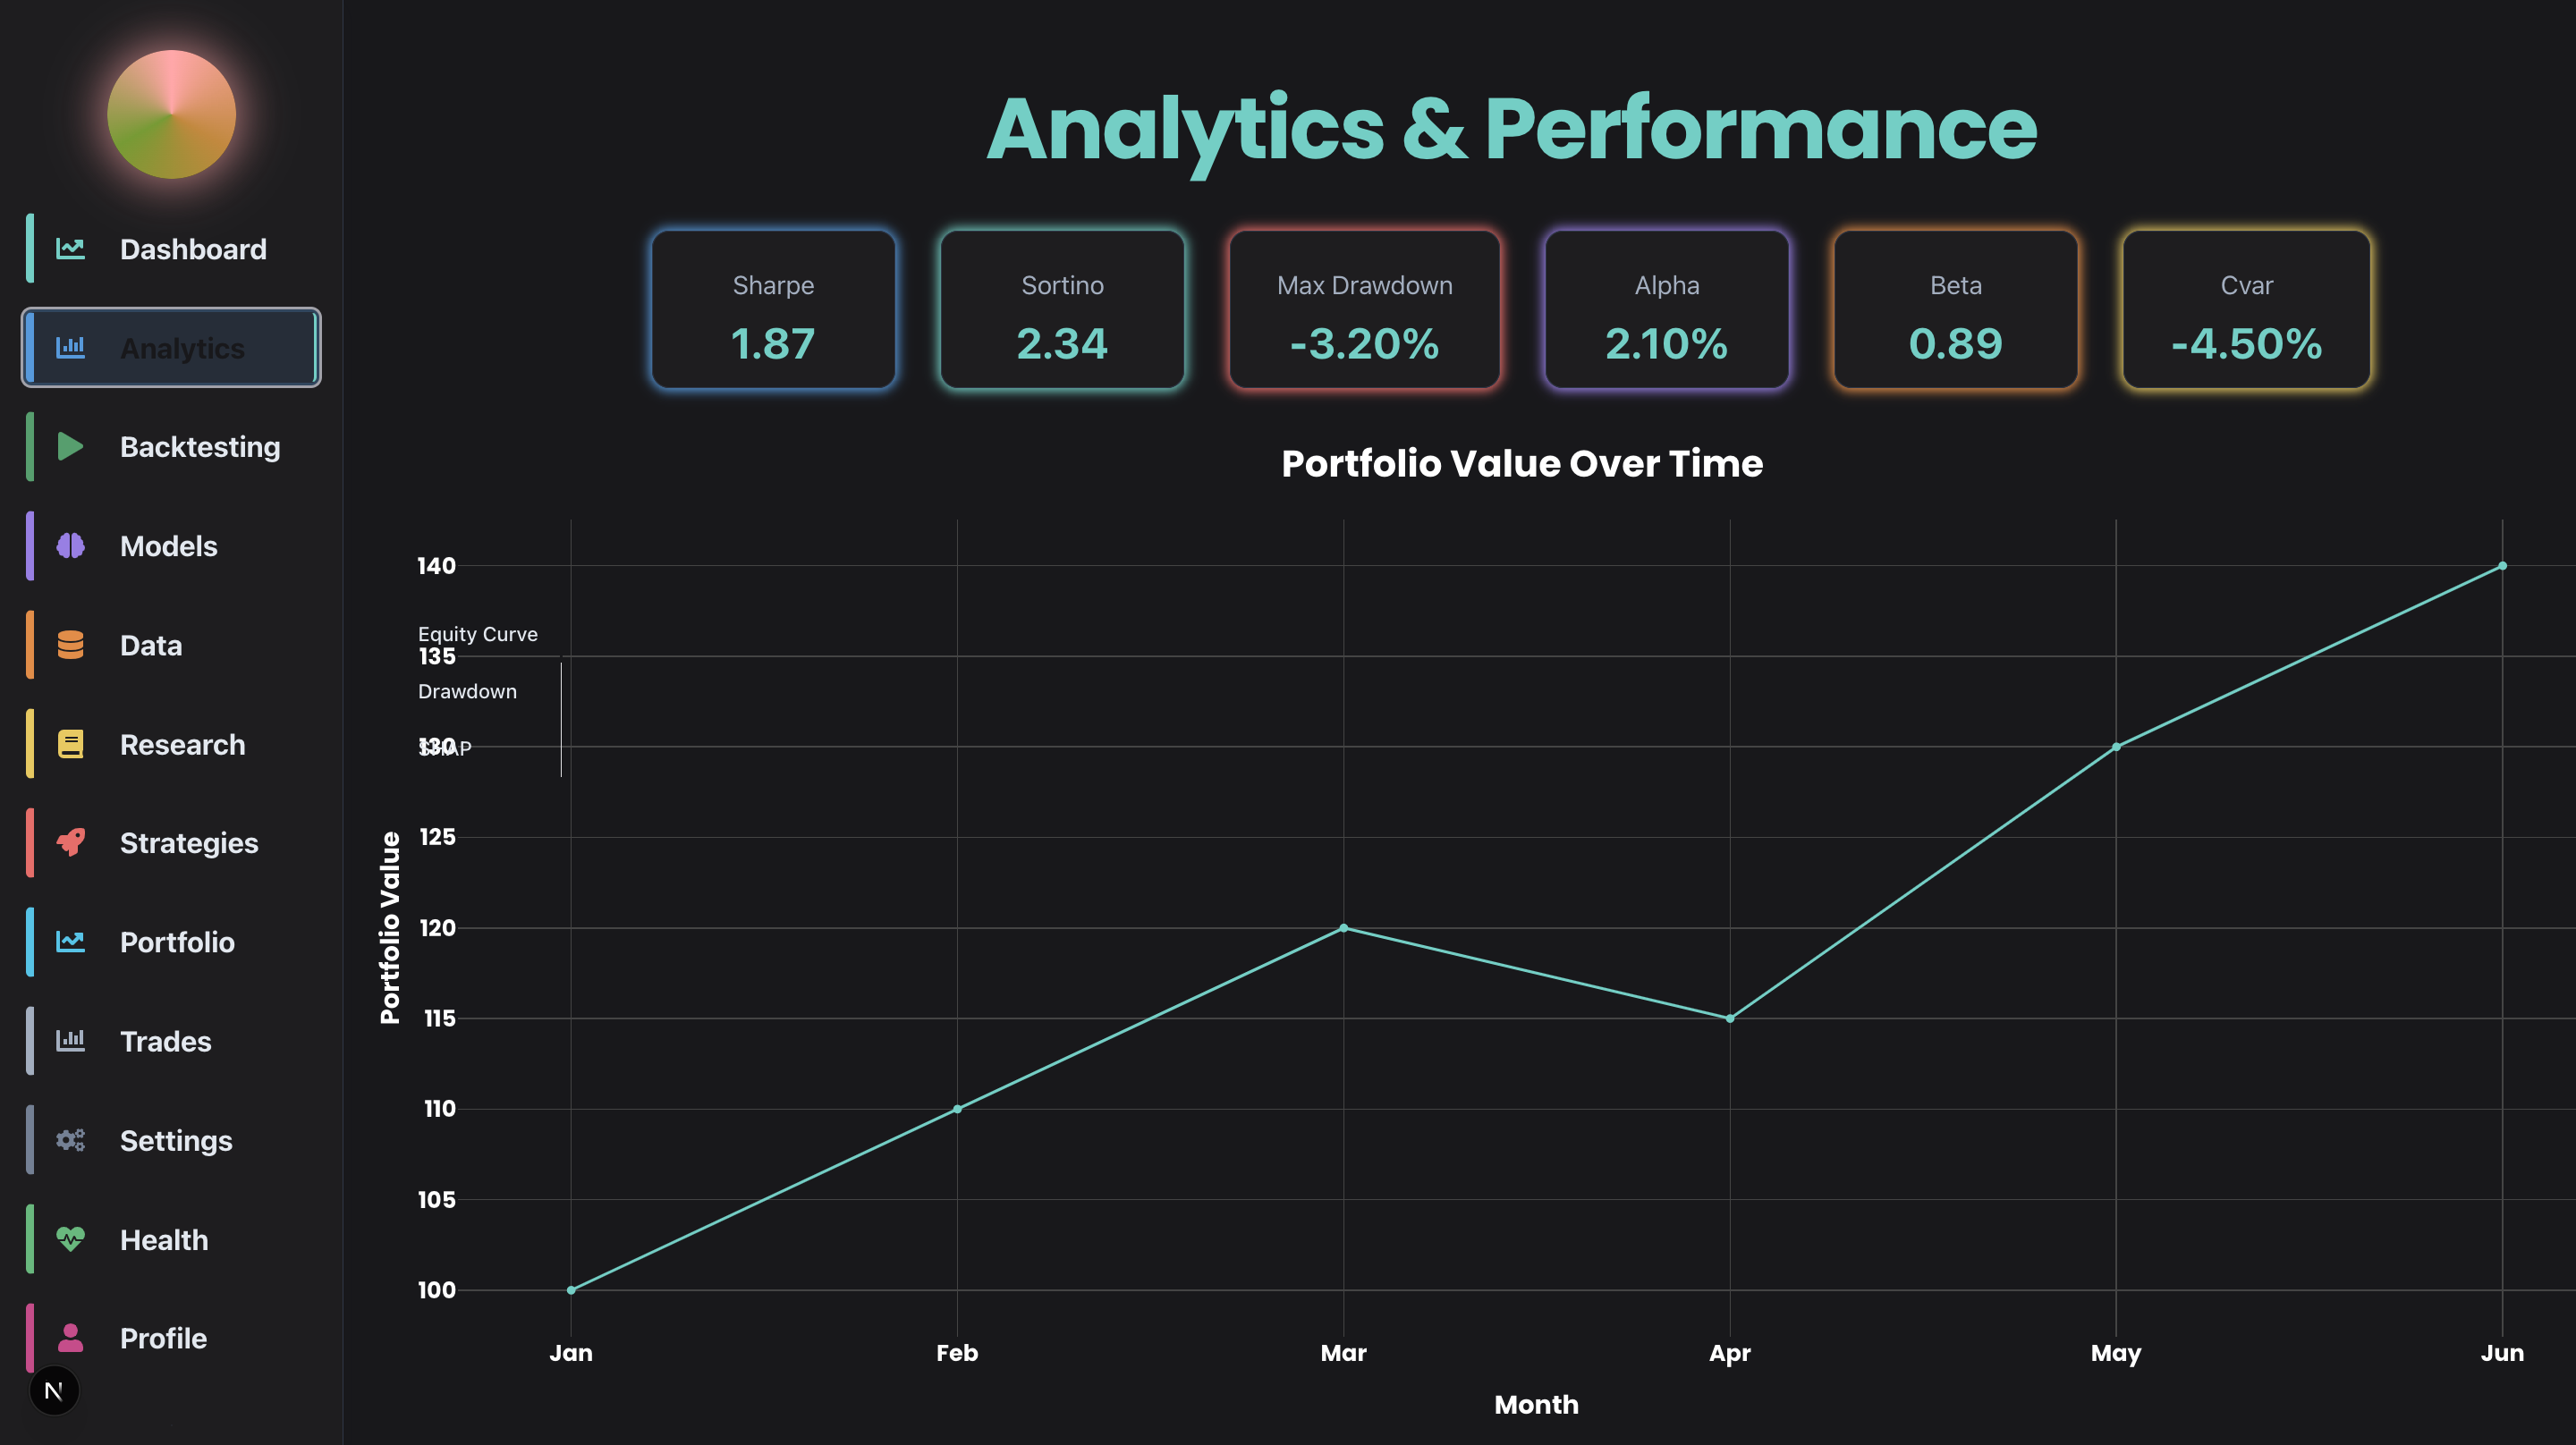 Analytics & Performance
Dashboard
Analytics
Backtesting
Models
Data
Research
Strategies
Portfolio
Trades
Settings
Health
Profile
N
Sharpe
1.87
Sortino
2.34
Max Drawdown
-3.20%
Alpha
2.10%
Beta
0.89
Cvar
-4.50%
Portfolio Value Over Time
140
Equity Curve
135
Drawdown
130
SHAP
125
120
115
110
105
100
Portfolio Value
Jan Feb Mar Apr May Jun
Month